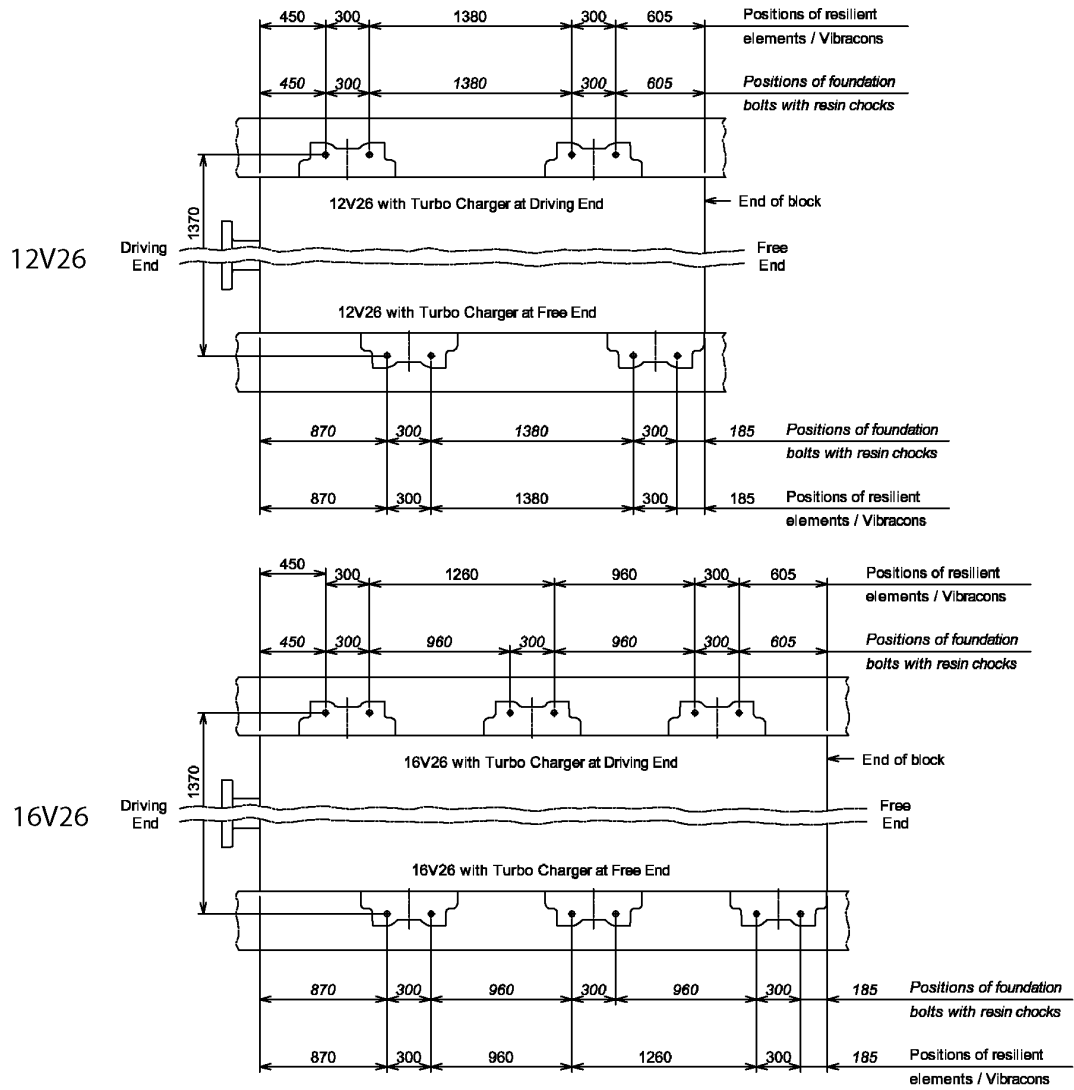 450 300 1380 300 605 Positions of resilient
elements / Vibracons
450 300 1380 300 605 Positions of foundation
bolts with resin chocks
12V26 with Turbo Charger at Driving End
End of block
1370
12V26
Driving
End
Free
End
12V26 with Turbo Charger at Free End
870 300 1380 300 185 Positions of foundation
bolts with resin chocks
870 300 1380 300 185 Positions of resilient
elements / Vibracons
450 300 1260 960 300 605 Positions of resilient
elements / Vibracons
450 300 960 300 960 300 605 Positions of foundation
bolts with resin chocks
16V26 with Turbo Charger at Driving End
End of block
1370
16V26
Driving
End
Free
End
16V26 with Turbo Charger at Free End
870 300 960 300 960 300 185 Positions of foundation
bolts with resin chocks
870 300 960 1260 300 185 Positions of resilient
elements / Vibracons